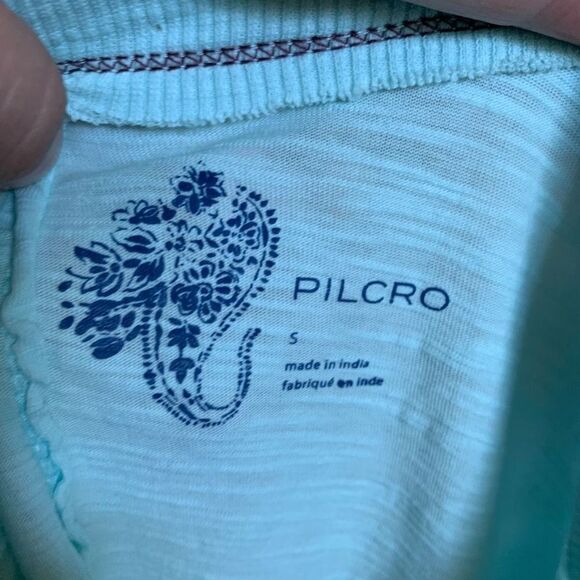 PILCRO
S
made in india
fabriqué en inde